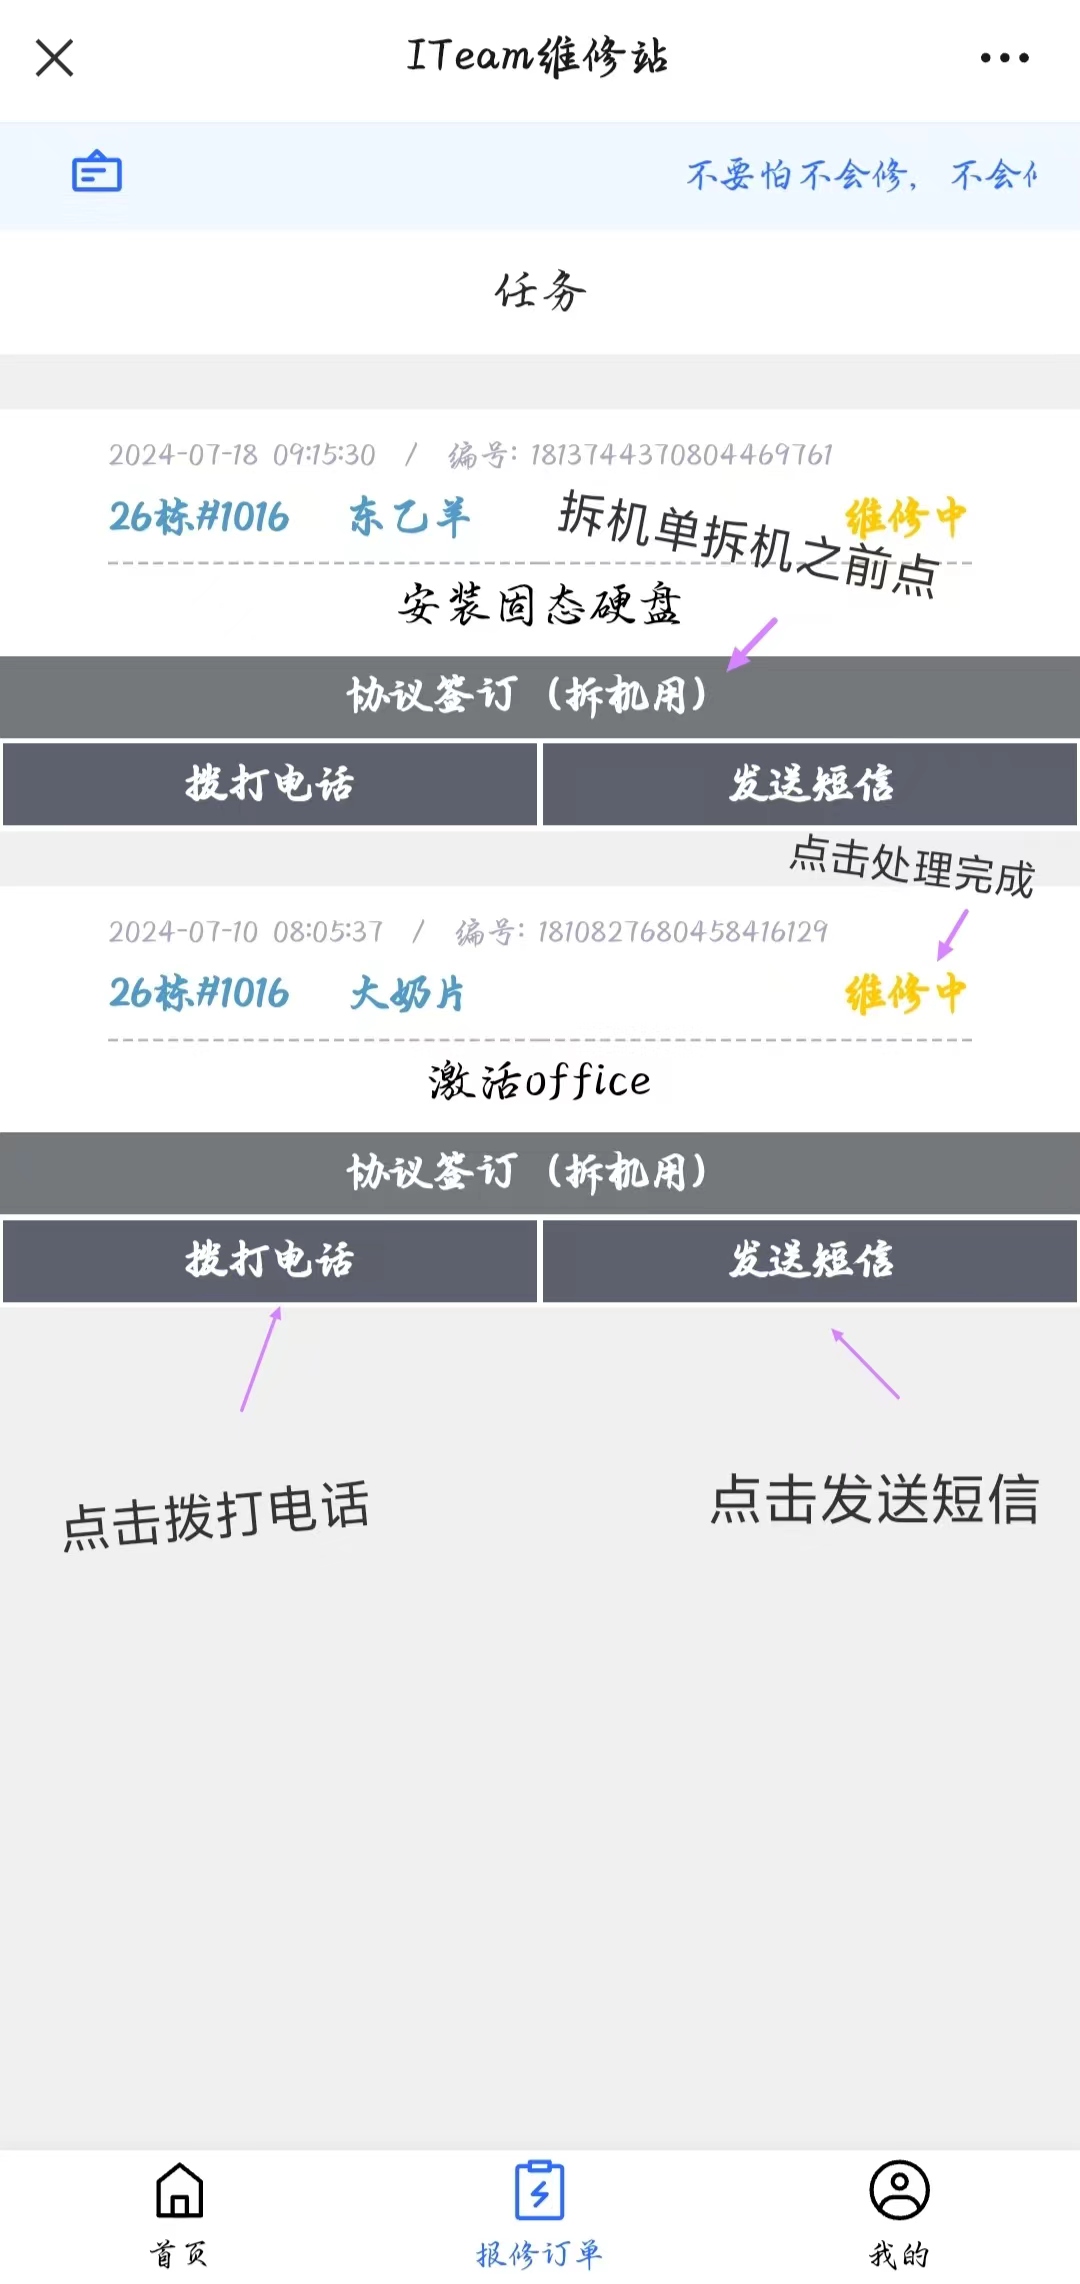 ITeam维修站
不要怕不会修, 不会
任务
2024-07-18 09:15:30 / 编号: 1813744370804469761
26栋#1016 东乙羊 维修中
拆机单拆机之前点
安装固态硬盘
协议签订 (拆机用)
拨打电话 发送短信
点击处理完成
2024-07-10 08:05:37 / 编号: 1810827680458416129
26栋#1016 大奶片 维修中
激活office
协议签订 (拆机用)
拨打电话 发送短信
点击拨打电话 点击发送短信
首页 报修订单 我的